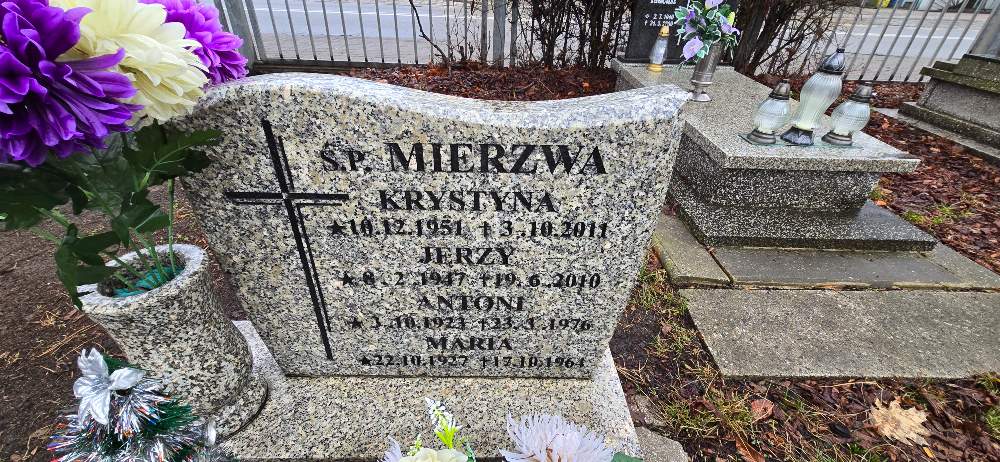 Ś.P. MIERZWA
KRYSTYNA
★10.12.1951 †3.10.2011
JERZY
★8.2.1947 †19.6.2010
ANTONI
★3.10.1923 †23.1.1976
MARIA
★22.10.1927 †17.10.1964